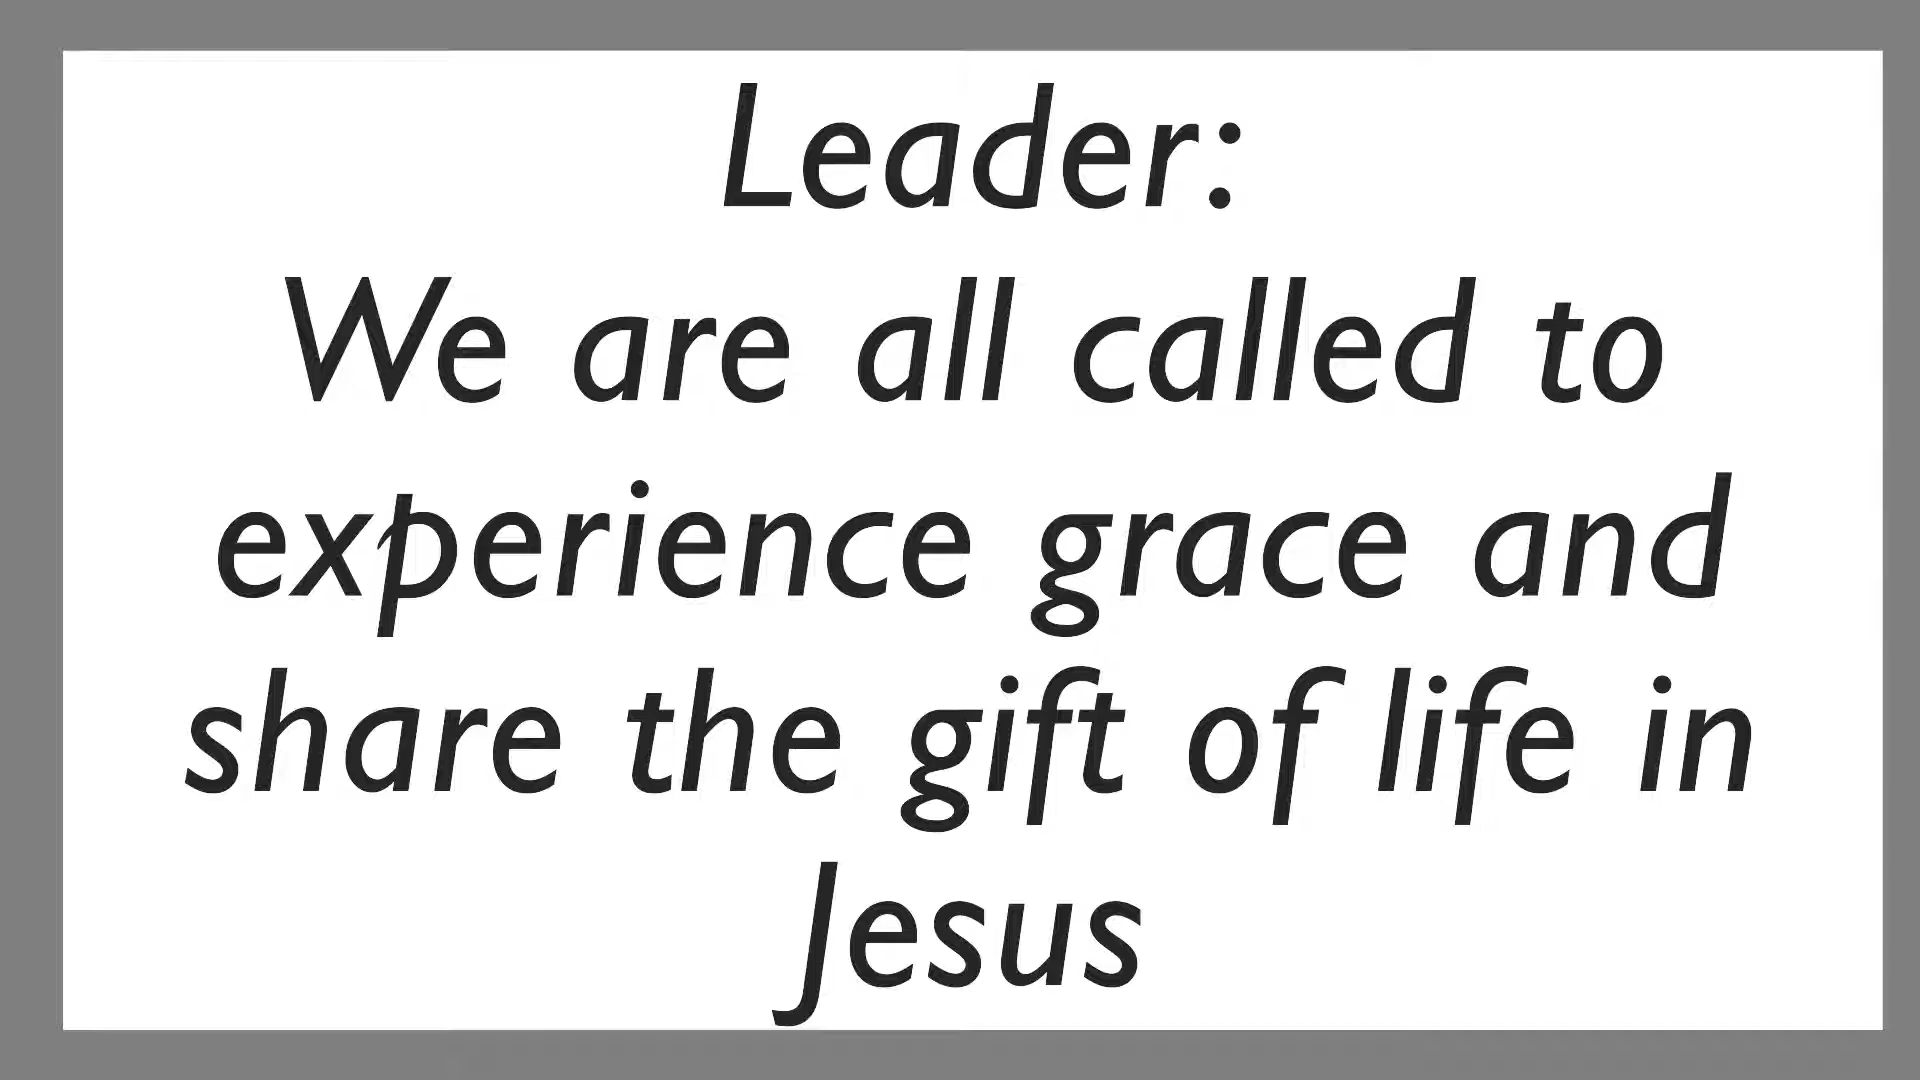 Leader:
We are all called to
experience grace and
share the gift of life in
Jesus